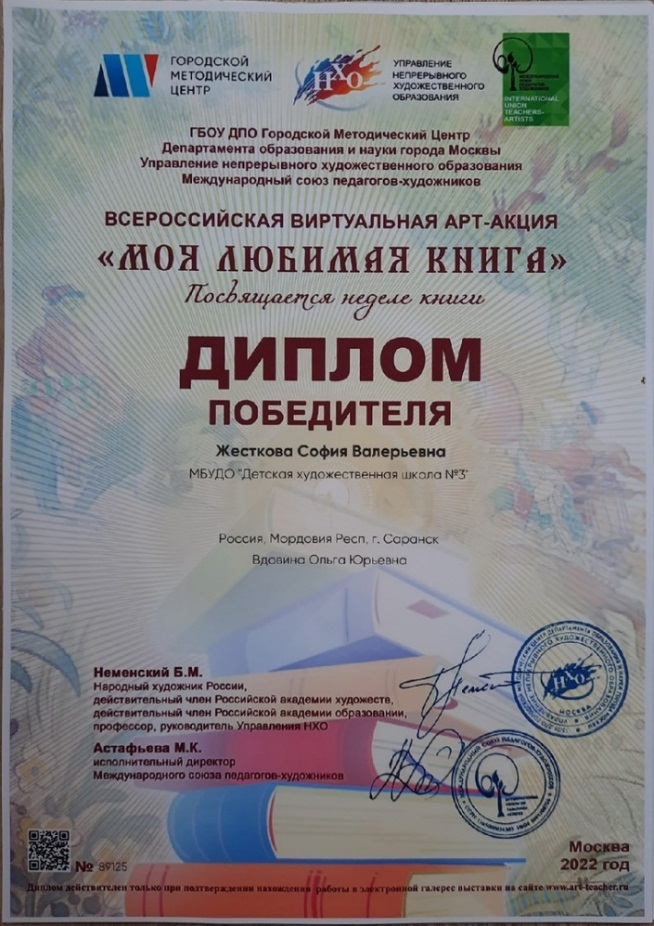 ГОРОДСКОЙ
МЕТОДИЧЕСКИЙ
ЦЕНТР
НХО
УПРАВЛЕНИЕ
НЕПРЕРЫВНОГО
ХУДОЖЕСТВЕННОГО
ОБРАЗОВАНИЯ
INTERNATIONAL
UNION
TEACHERS-
ARTISTS
ГБОУ ДПО Городской Методический Центр
Департамента образования и науки города Москвы
Управление непрерывного художественного образования
Международный союз педагогов-художников
ВСЕРОССИЙСКАЯ ВИРТУАЛЬНАЯ АРТ-АКЦИЯ
«МОЯ ЛЮБИМАЯ КНИГА»
Посвящается неделе книги
ДИПЛОМ
ПОБЕДИТЕЛЯ
Жесткова София Валерьевна
МБУДО "Детская художественная школа №3"
Россия, Мордовия Респ, г. Саранск
Вдовина Ольга Юрьевна
Неменский Б.М.
Народный художник России,
действительный член Российской академии художеств,
действительный член Российской академии образовании,
профессор, руководитель Управления НХО
Астафьева М.К.
исполнительный директор
Международного союза педагогов-художников
НХО
№ 89125
Москва
2022 год
Диплом действителен только при подтверждении нахождения работы в электронной галерее выставки на сайте www.art-teacher.ru